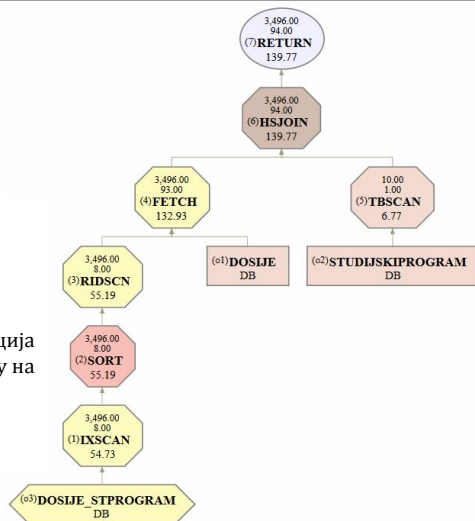 3,496.00
94.00
(7)RETURN
139.77
3,496.00
94.00
(6)HSJOIN
139.77
3,496.00
93.00
(4)FETCH
132.93
10.00
1.00
(5)TBSCAN
6.77
3,496.00
8.00
(3)RIDSCN
55.19
(o1)DOSIJE
DB
(o2)STUDIJSKIPROGRAM
DB
ција
у на
3,496.00
8.00
(2)SORT
55.19
3,496.00
8.00
(1)IXSCAN
54.73
(o3)DOSIJE_STPROGRAM
DB